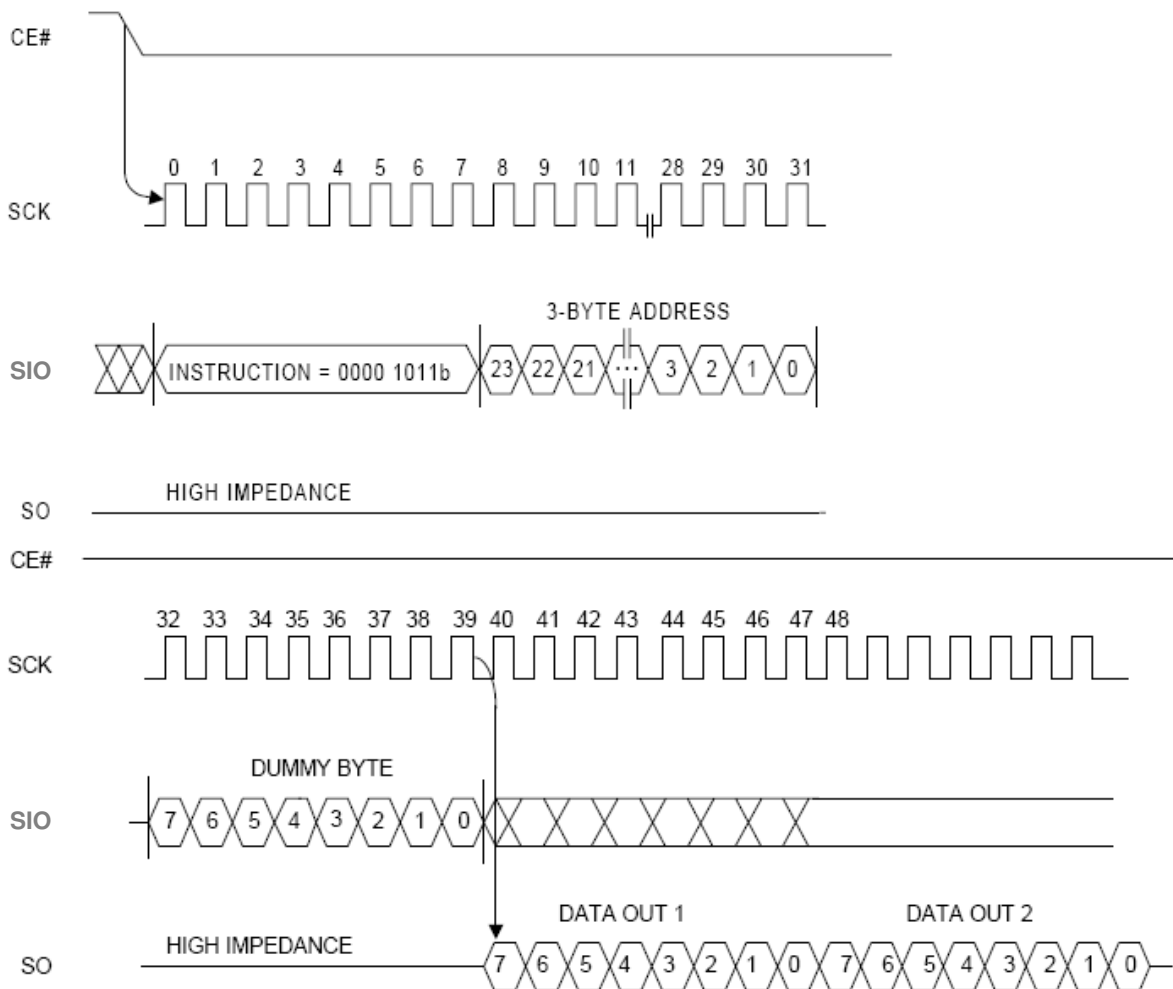 CE#
0 1 2 3 4 5 6 7 8 9 10 11 28 29 30 31
SCK
3-BYTE ADDRESS
SIO INSTRUCTION = 0000 1011b 23 22 21 ... 3 2 1 0
HIGH IMPEDANCE
SO
CE#
32 33 34 35 36 37 38 39 40 41 42 43 44 45 46 47 48
SCK
DUMMY BYTE
SIO 7 6 5 4 3 2 1 0
DATA OUT 1 DATA OUT 2
HIGH IMPEDANCE
SO 7 6 5 4 3 2 1 0 7 6 5 4 3 2 1 0